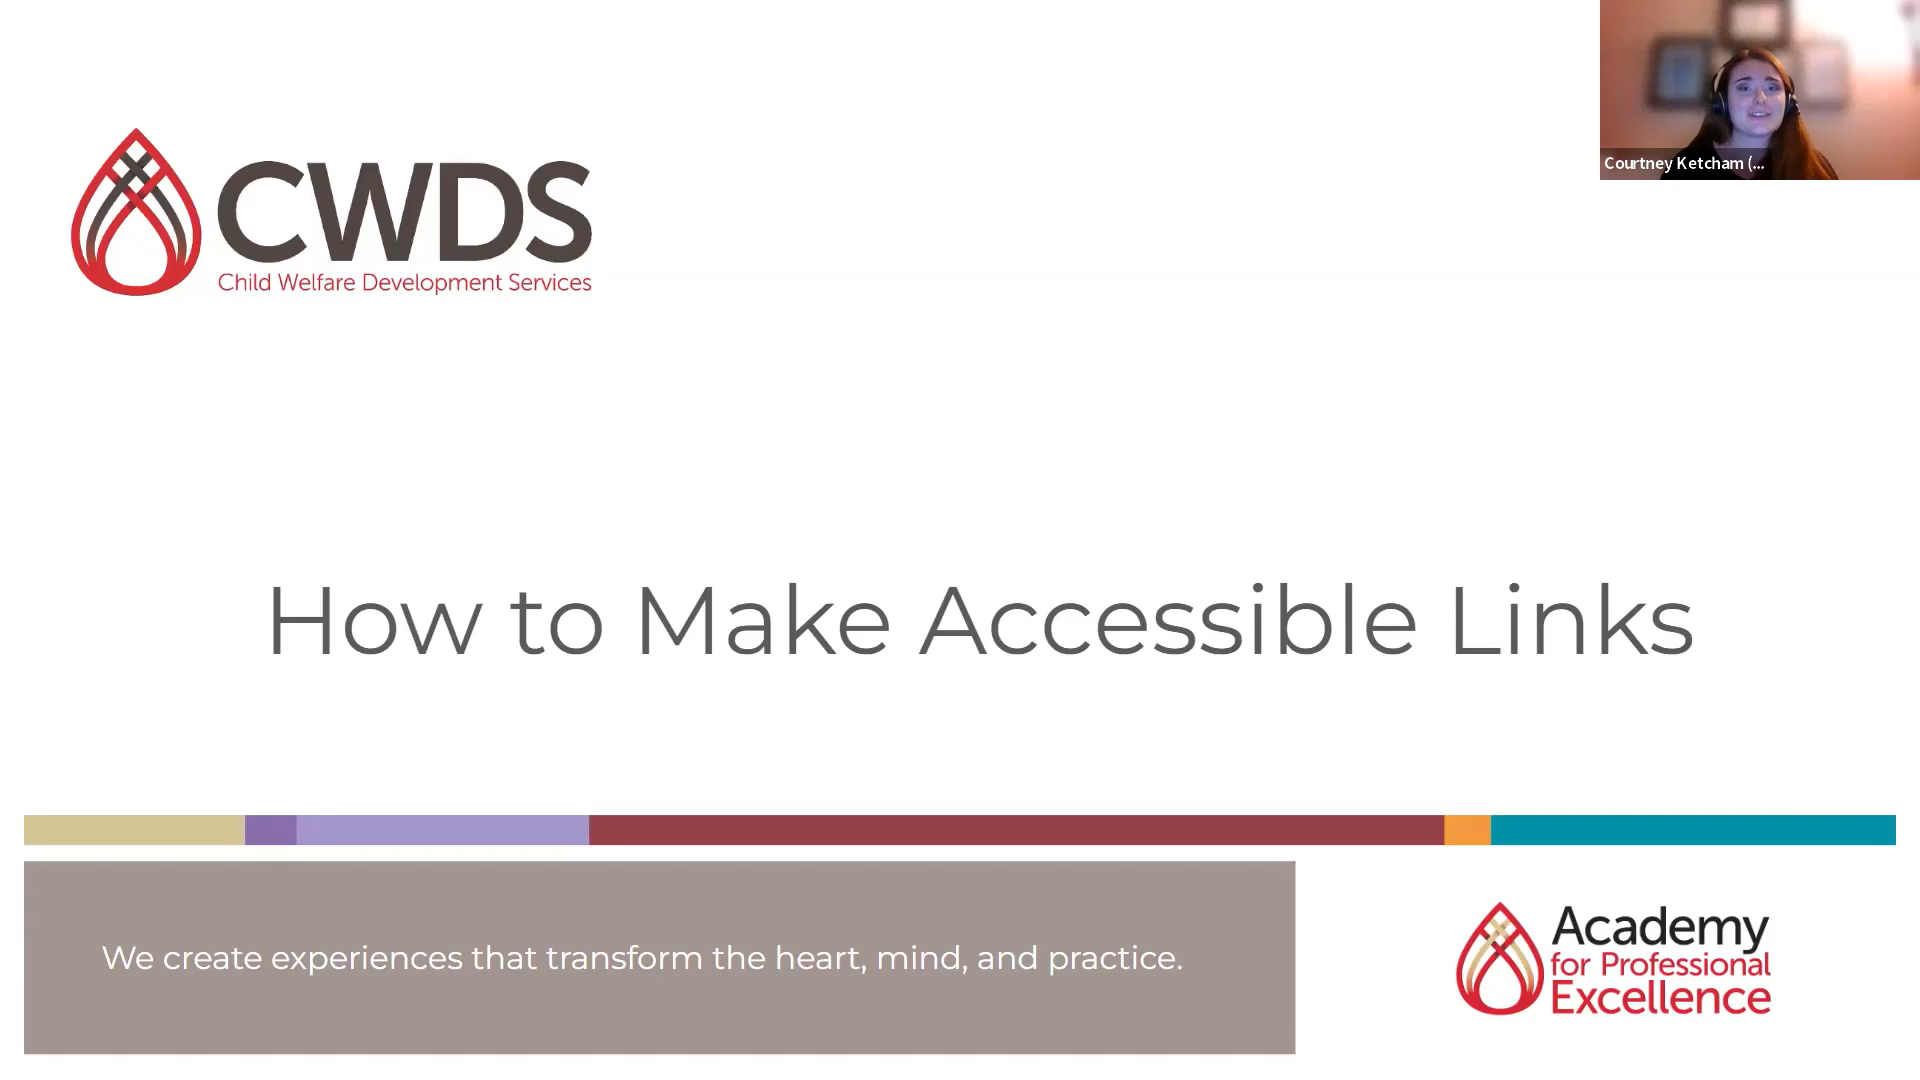 Courtney Ketcham (...
CWDS
Child Welfare Development Services
How to Make Accessible Links
We create experiences that transform the heart, mind, and practice.
Academy
for Professional
Excellence